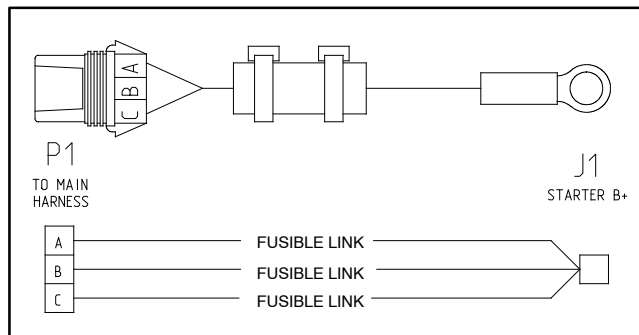 A
B
C
P1
TO MAIN
HARNESS
J1
STARTER B+
A FUSIBLE LINK
B FUSIBLE LINK
C FUSIBLE LINK